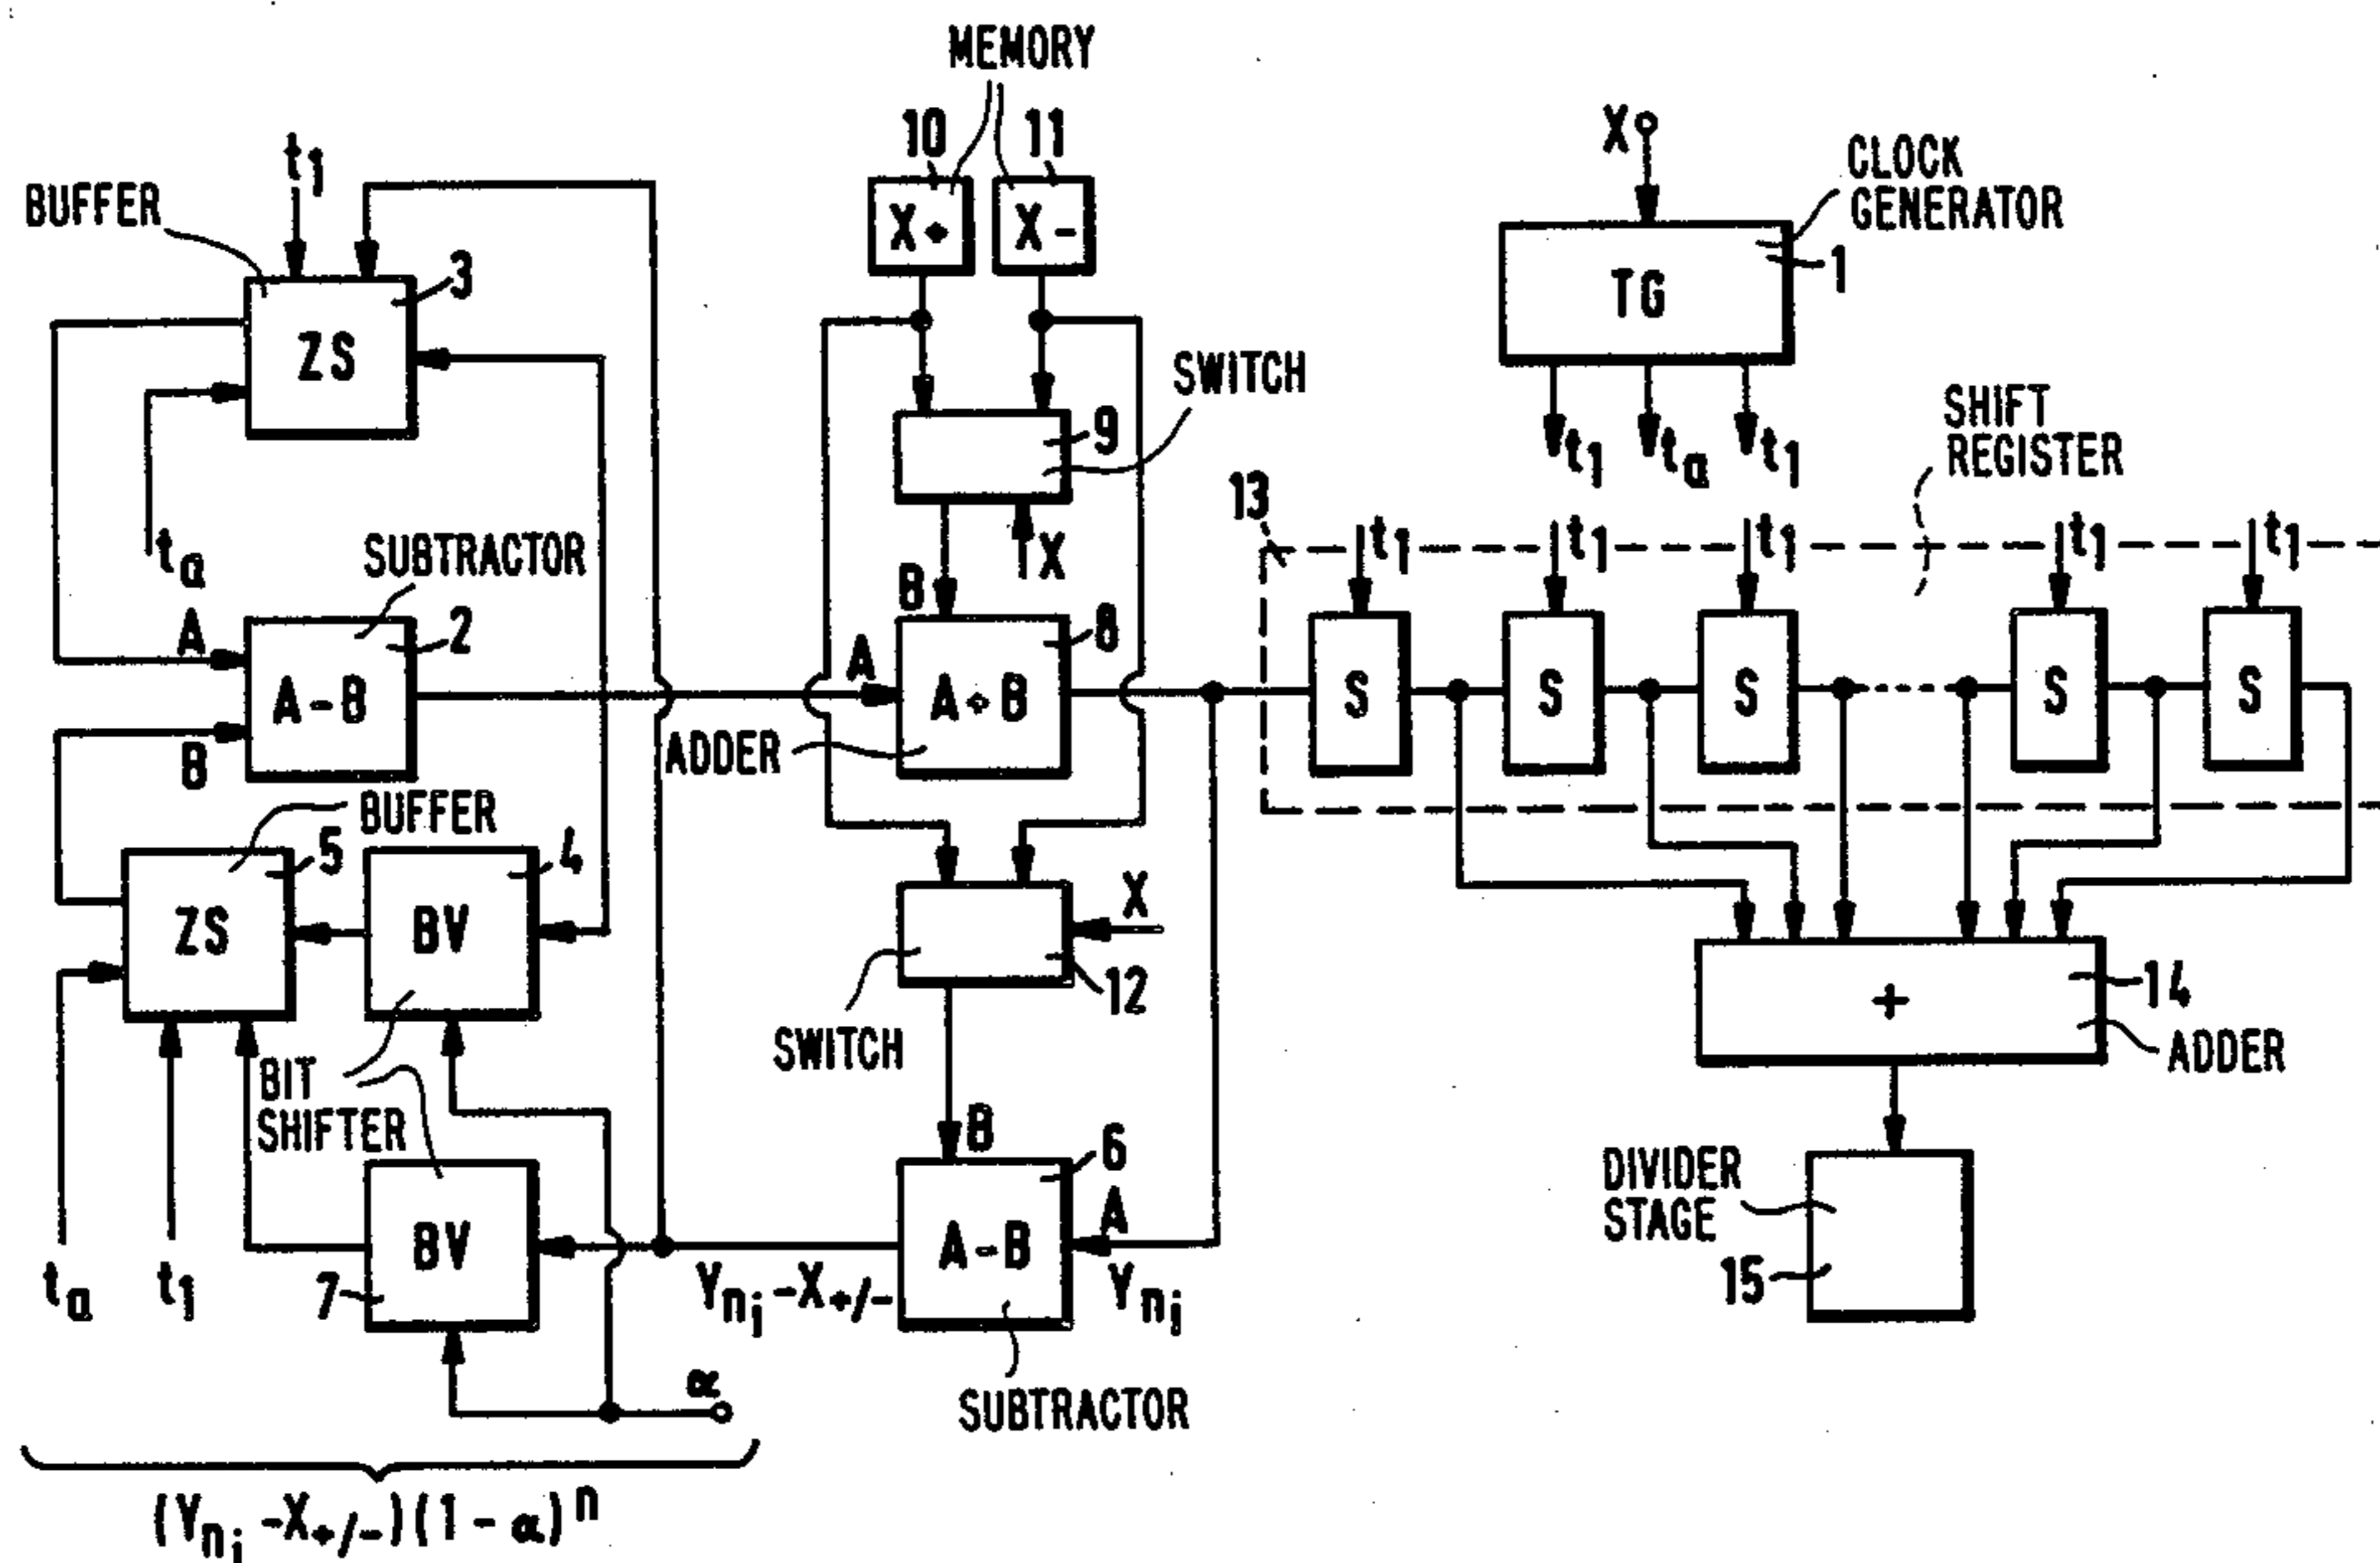 MEMORY
10
11
X+
X-
X
CLOCK
GENERATOR
1
TG
t1
ta
t1
BUFFER
t1
3
ZS
ta
SWITCH
9
X
B
SHIFT
REGISTER
13
t1
t1
t1
t1
t1
S
S
S
S
S
SUBTRACTOR
2
A
A-B
B
A
8
A+B
ADDER
BUFFER
5
ZS
4
BV
ta
t1
BIT
SHIFTER
7
BV
α
X
12
SWITCH
B
6
A
A-B
Yni
Yni-X+/-
SUBTRACTOR
+
14
ADDER
DIVIDER
STAGE
15
(Yni-X+/-)(1-α)n